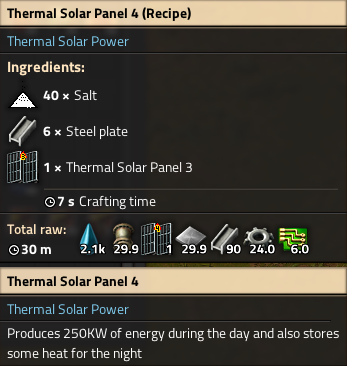 Thermal Solar Panel 4 (Recipe)
Thermal Solar Power
Ingredients:
40 × Salt
6 × Steel plate
1 × Thermal Solar Panel 3
7 s Crafting time
Total raw:
30 m 2.1k 29.9 1 29.9 90 24.0 6.0
Thermal Solar Panel 4
Thermal Solar Power
Produces 250KW of energy during the day and also stores
some heat for the night